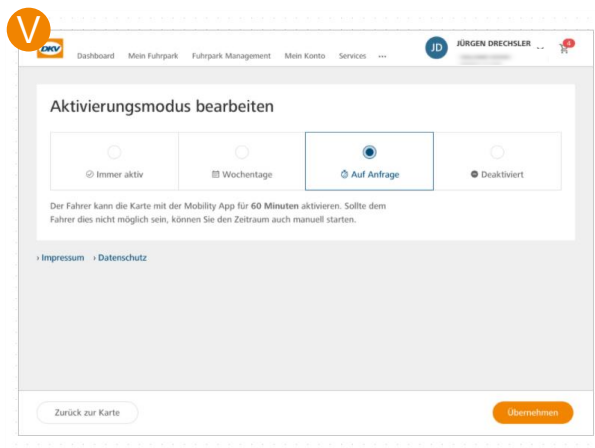 V
DKV
Dashboard Mein Fuhrpark Fuhrpark Management Mein Konto Services ...
JD JÜRGEN DRECHSLER 4
Aktivierungsmodus bearbeiten
Immer aktiv Wochentage Auf Anfrage Deaktiviert
Der Fahrer kann die Karte mit der Mobility App für 60 Minuten aktivieren. Sollte dem
Fahrer dies nicht möglich sein, können Sie den Zeitraum auch manuell starten.
› Impressum › Datenschutz
Zurück zur Karte Übernehmen